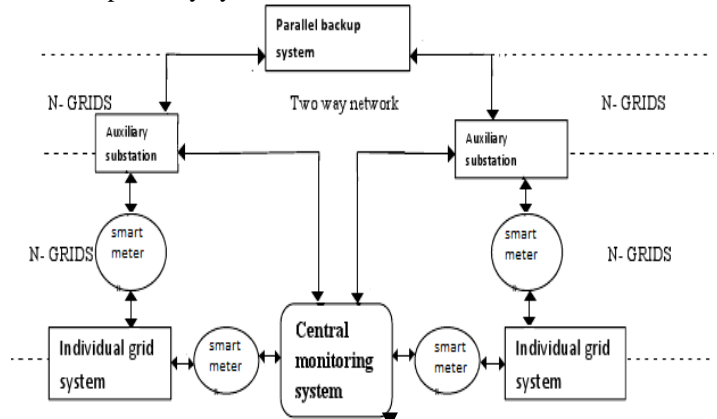 Parallel backup
system
N- GRIDS
Two way network
N- GRIDS
Auxiliary
substation
Auxiliary
substation
smart
meter
smart
meter
N- GRIDS
N- GRIDS
Individual grid
system
smart
meter
Central
monitoring
system
smart
meter
Individual grid
system